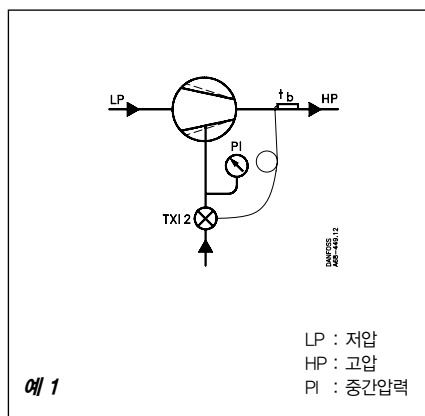 LP
t b
HP
PI
TXI 2
DANFOSS
A68-449.12
LP : 저압
HP : 고압
PI : 중간압력
예 1